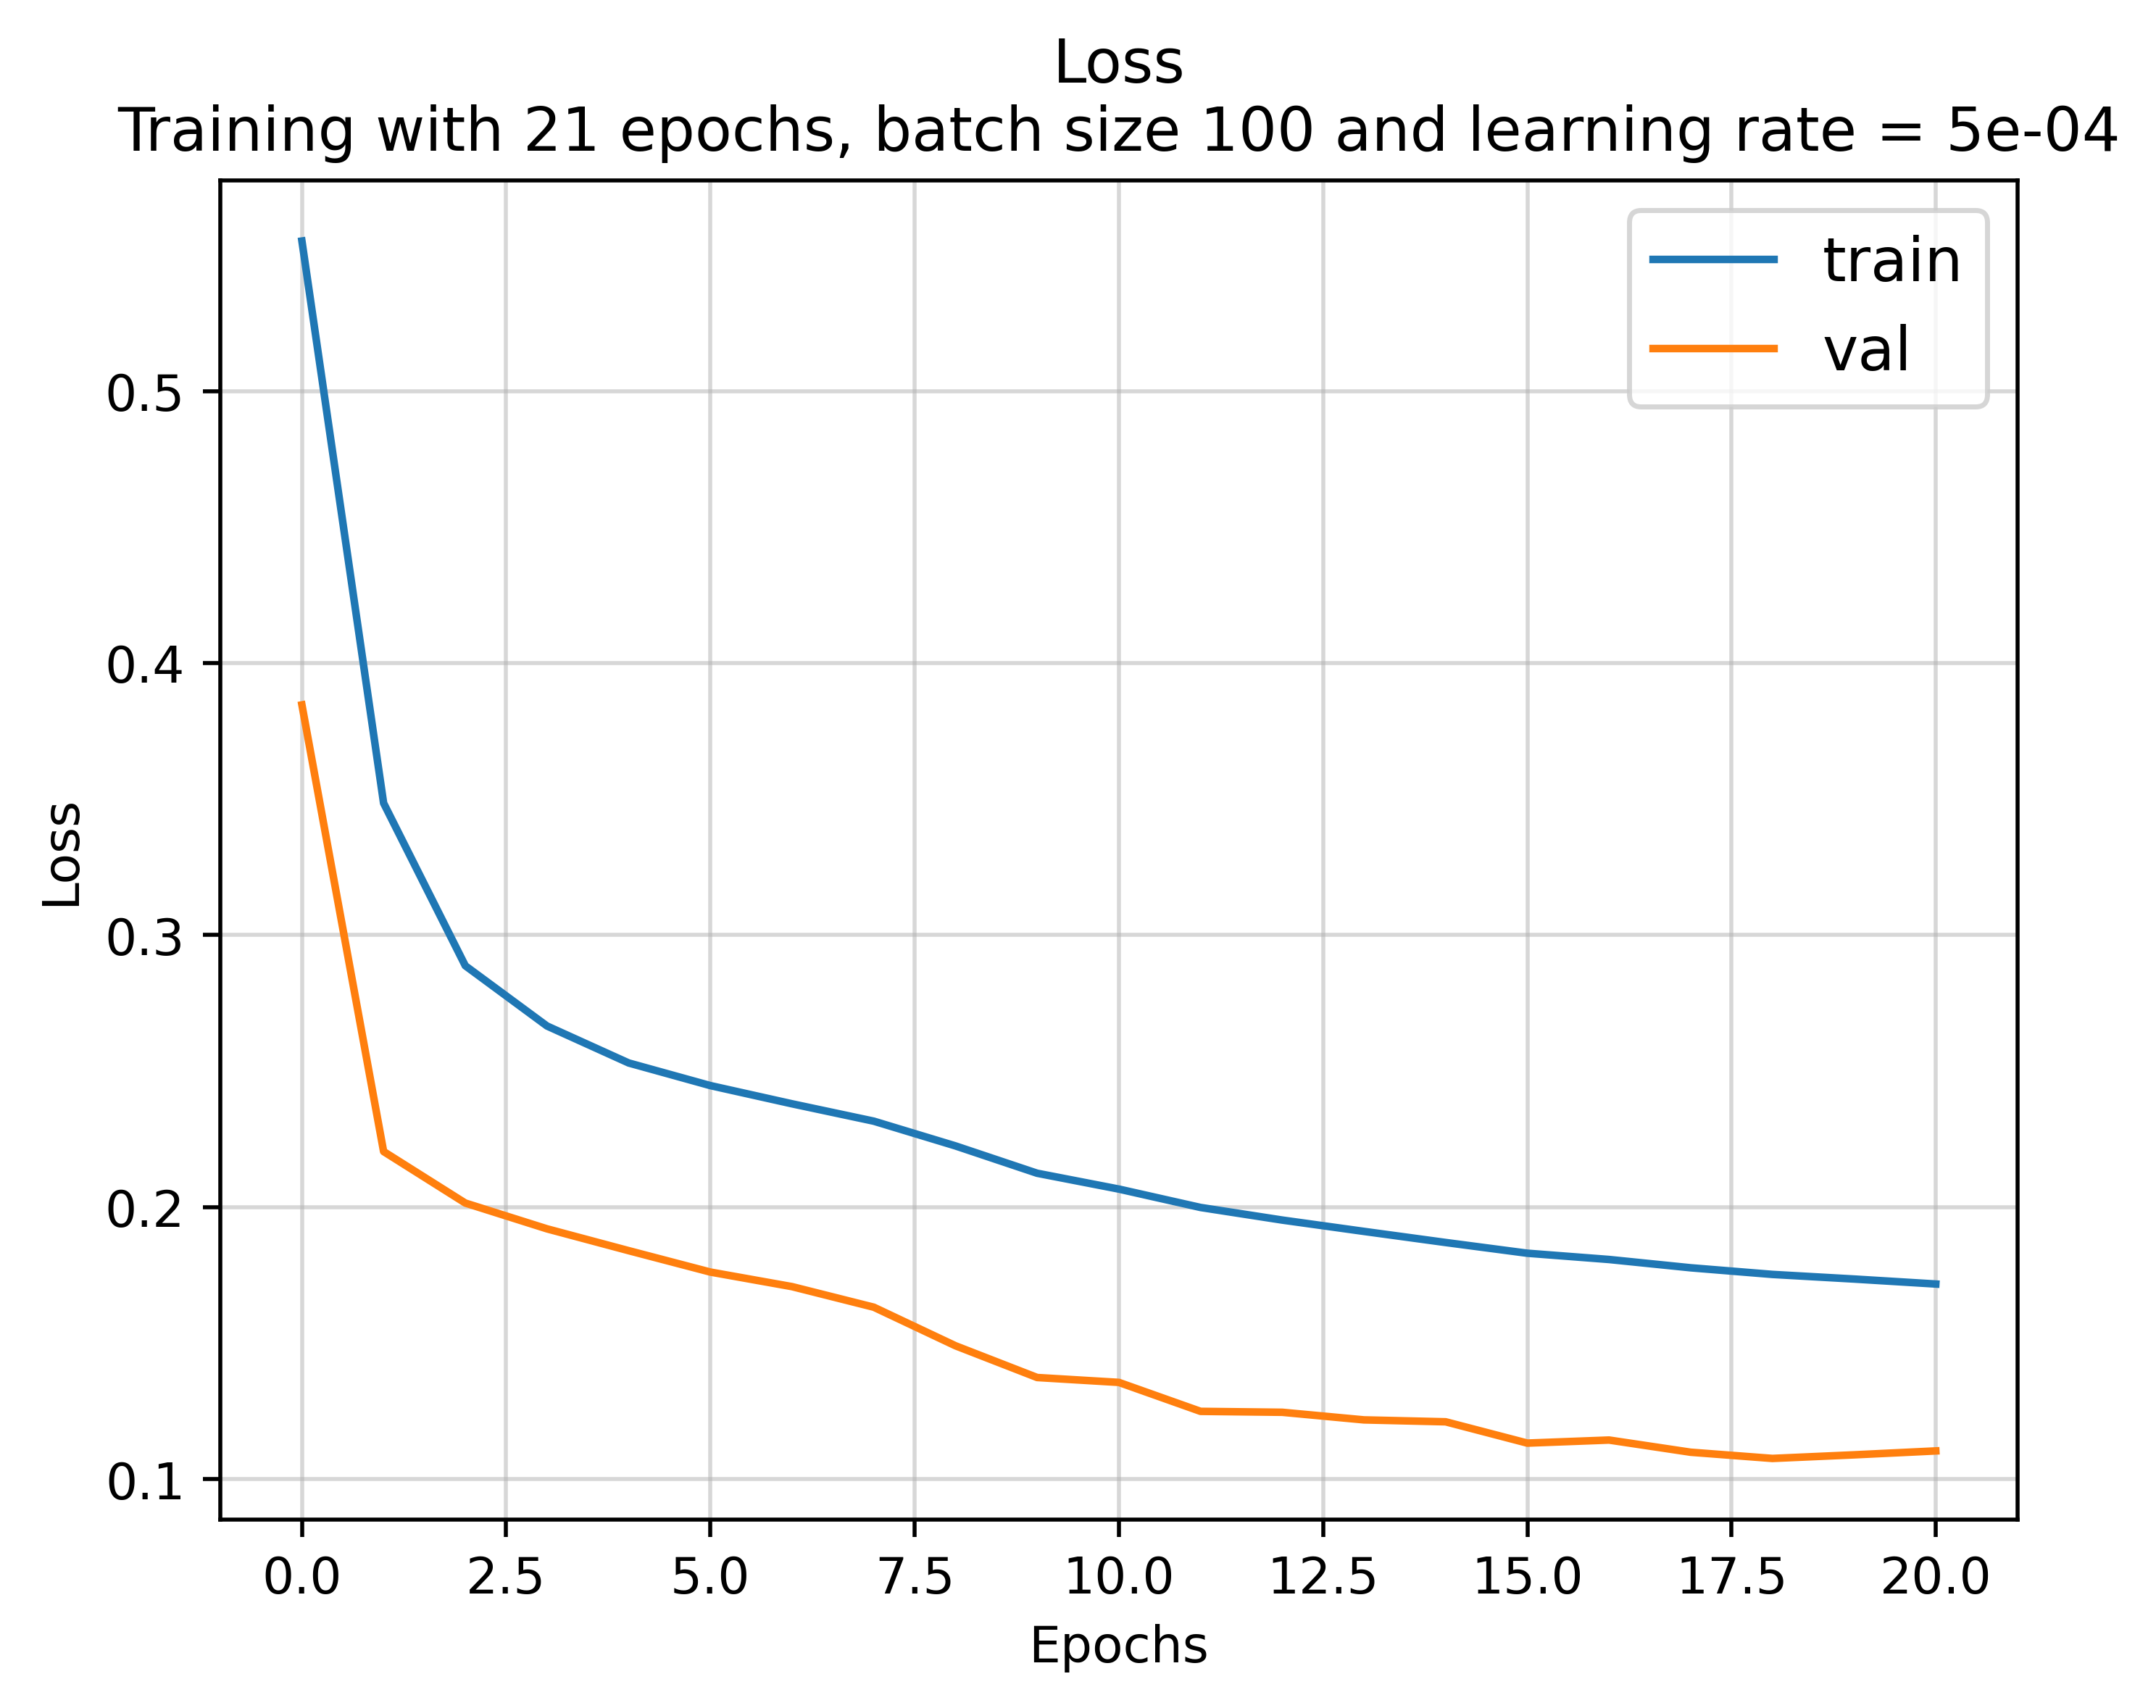 Loss
Training with 21 epochs, batch size 100 and learning rate = 5e-04
train
val
0.5
0.4
0.3
0.2
0.1
Loss
0.0 2.5 5.0 7.5 10.0 12.5 15.0 17.5 20.0
Epochs